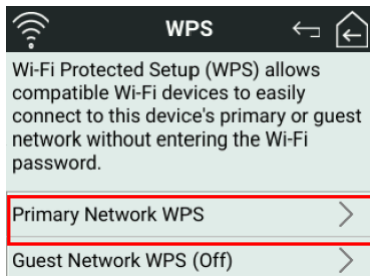 WPS
Wi-Fi Protected Setup (WPS) allows
compatible Wi-Fi devices to easily
connect to this device's primary or guest
network without entering the Wi-Fi
password.
Primary Network WPS
Guest Network WPS (Off)